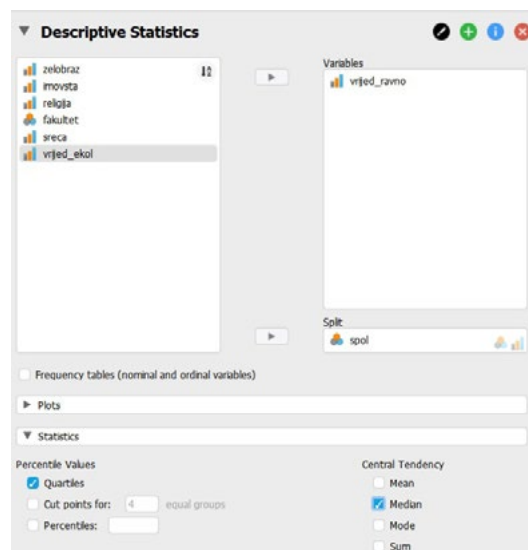 Descriptive Statistics
zelobraz
imovsta
religija
fakultet
sreca
vrijed_ekol
Variables
vrijed_ravno
Split
spol
Frequency tables (nominal and ordinal variables)
Plots
Statistics
Percentile Values
Quartiles
Cut points for: 4 equal groups
Percentiles:
Central Tendency
Mean
Median
Mode
Sum